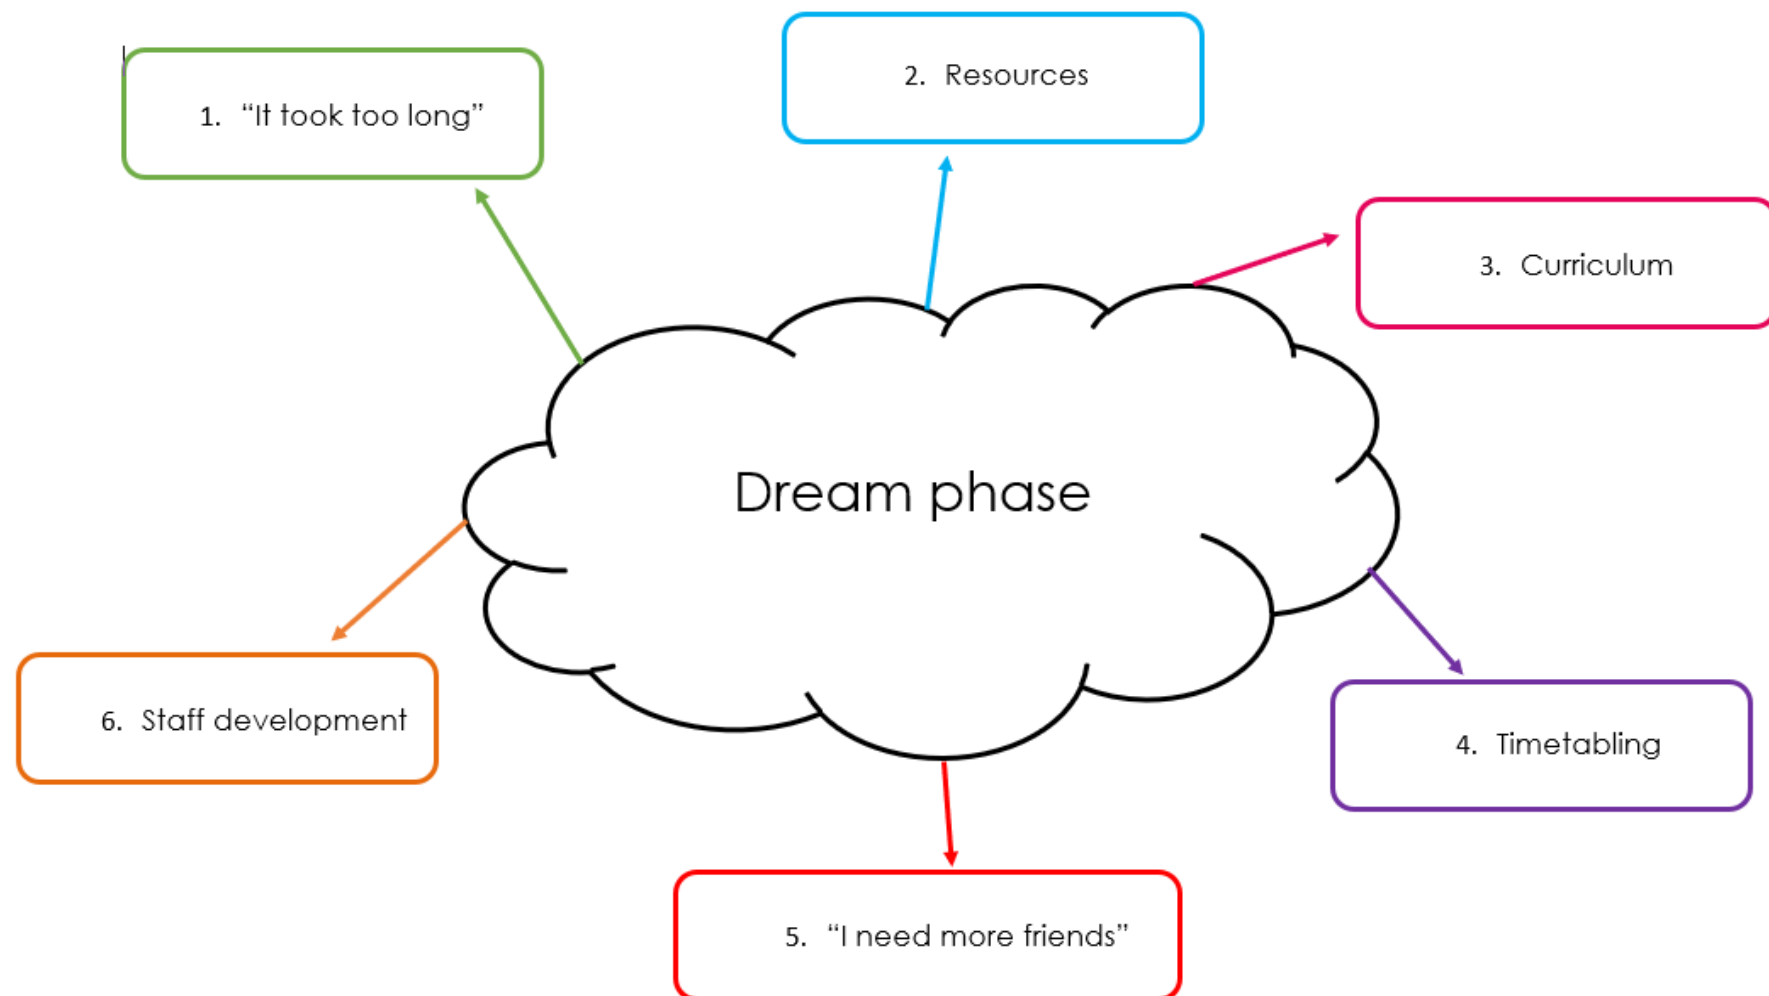 1. “It took too long”
2. Resources
3. Curriculum
Dream phase
4. Timetabling
5. “I need more friends”
6. Staff development